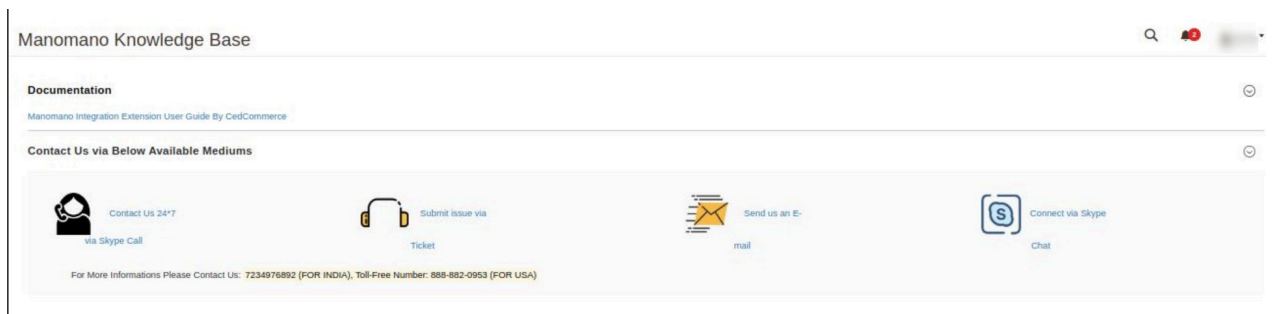 Manomano Knowledge Base
2
Documentation
Manomano Integration Extension User Guide By CedCommerce
Contact Us via Below Available Mediums
Contact Us 24*7
via Skype Call
Submit issue via
Ticket
Send us an E-
mail
S
Connect via Skype
Chat
For More Informations Please Contact Us: 7234976892 (FOR INDIA), Toll-Free Number: 888-882-0953 (FOR USA)